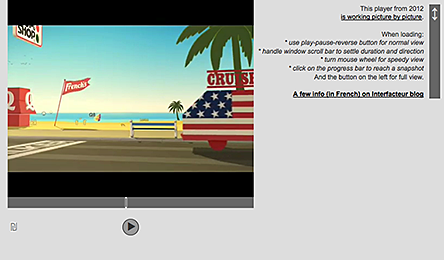 SHOP
French's
CRUISE
This player from 2012
is working picture by picture.
When loading:
* use play-pause-reverse button for normal view
* handle window scroll bar to settle duration and direction
* turn mouse wheel for speedy view
* click on the progress bar to reach a snapshot
And the button on the left for full view.
A few info (in French) on Interfacteur blog